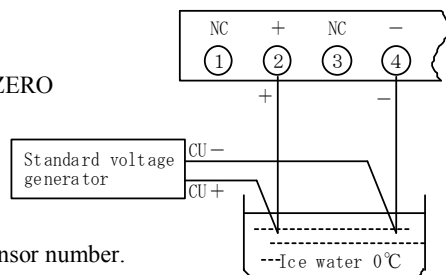 NC + NC −
1 2 3 4
ZERO
+ −
CU−
Standard voltage
generator
CU+
nsor number.
Ice water 0℃